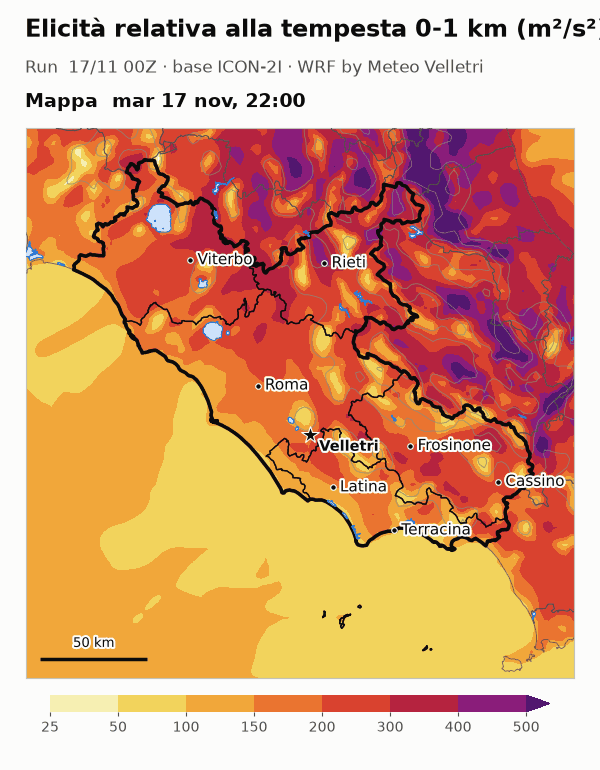 Elicità relativa alla tempesta 0-1 km (m²/s²)
Run  17/11 00Z · base ICON-2I · WRF by Meteo Velletri
Mappa  mar 17 nov, 22:00
Viterbo
Rieti
Roma
Velletri
Frosinone
Latina
Cassino
Terracina
50 km
25 50 100 150 200 300 400 500